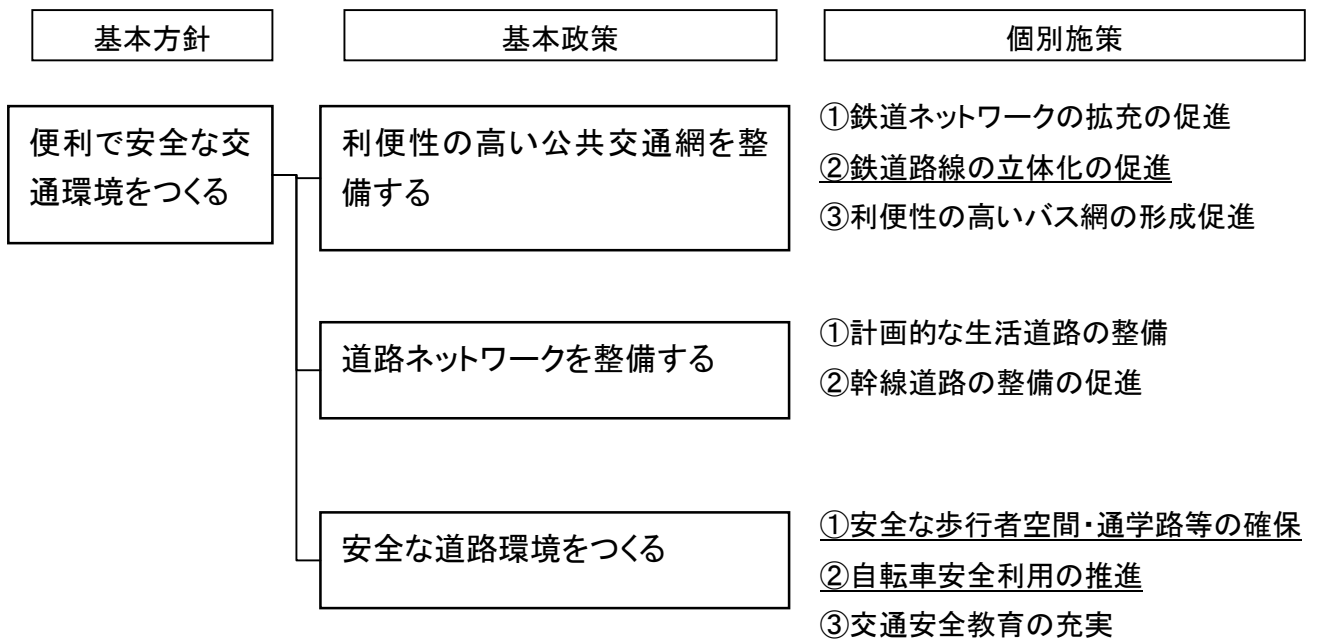 基本方針
基本政策
個別施策
便利で安全な交
通環境をつくる
利便性の高い公共交通網を整
備する
①鉄道ネットワークの拡充の促進
②鉄道路線の立体化の促進
③利便性の高いバス網の形成促進
道路ネットワークを整備する
①計画的な生活道路の整備
②幹線道路の整備の促進
安全な道路環境をつくる
①安全な歩行者空間・通学路等の確保
②自転車安全利用の推進
③交通安全教育の充実